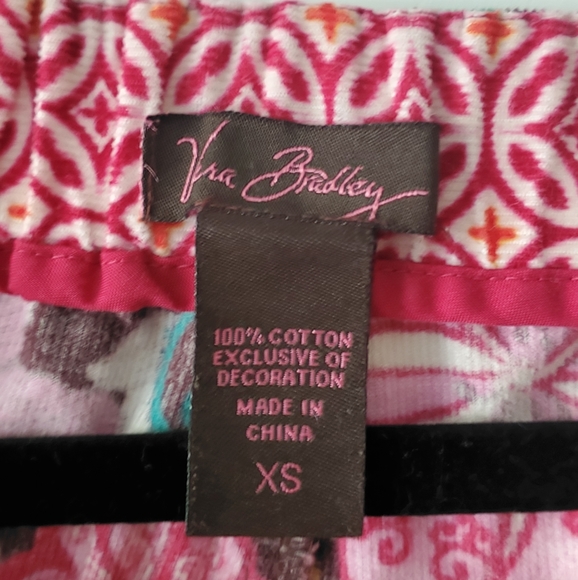 Vera Bradley
100% COTTON
EXCLUSIVE OF
DECORATION
MADE IN
CHINA
XS